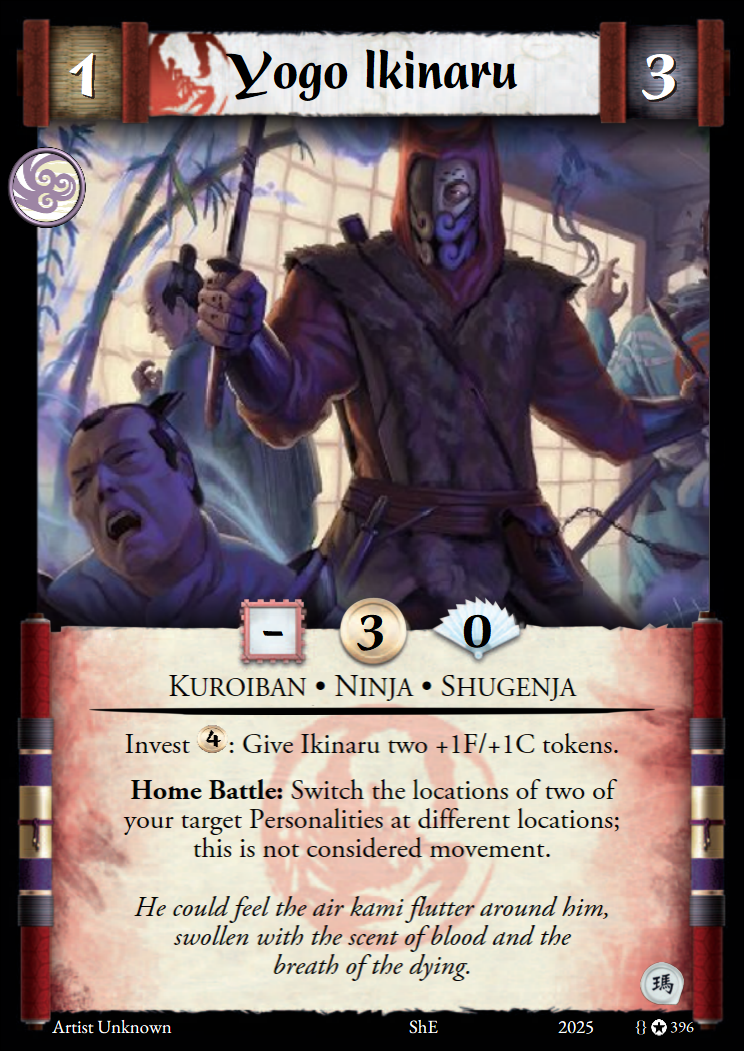 1 Yogo Ikinaru 3
- 3 0
KUROIBAN • NINJA • SHUGENJA
Invest 4: Give Ikinaru two +1F/+1C tokens.
Home Battle: Switch the locations of two of
your target Personalities at different locations;
this is not considered movement.
He could feel the air kami flutter around him,
swollen with the scent of blood and the
breath of the dying.
瑪
Artist Unknown ShE 2025 {} 396